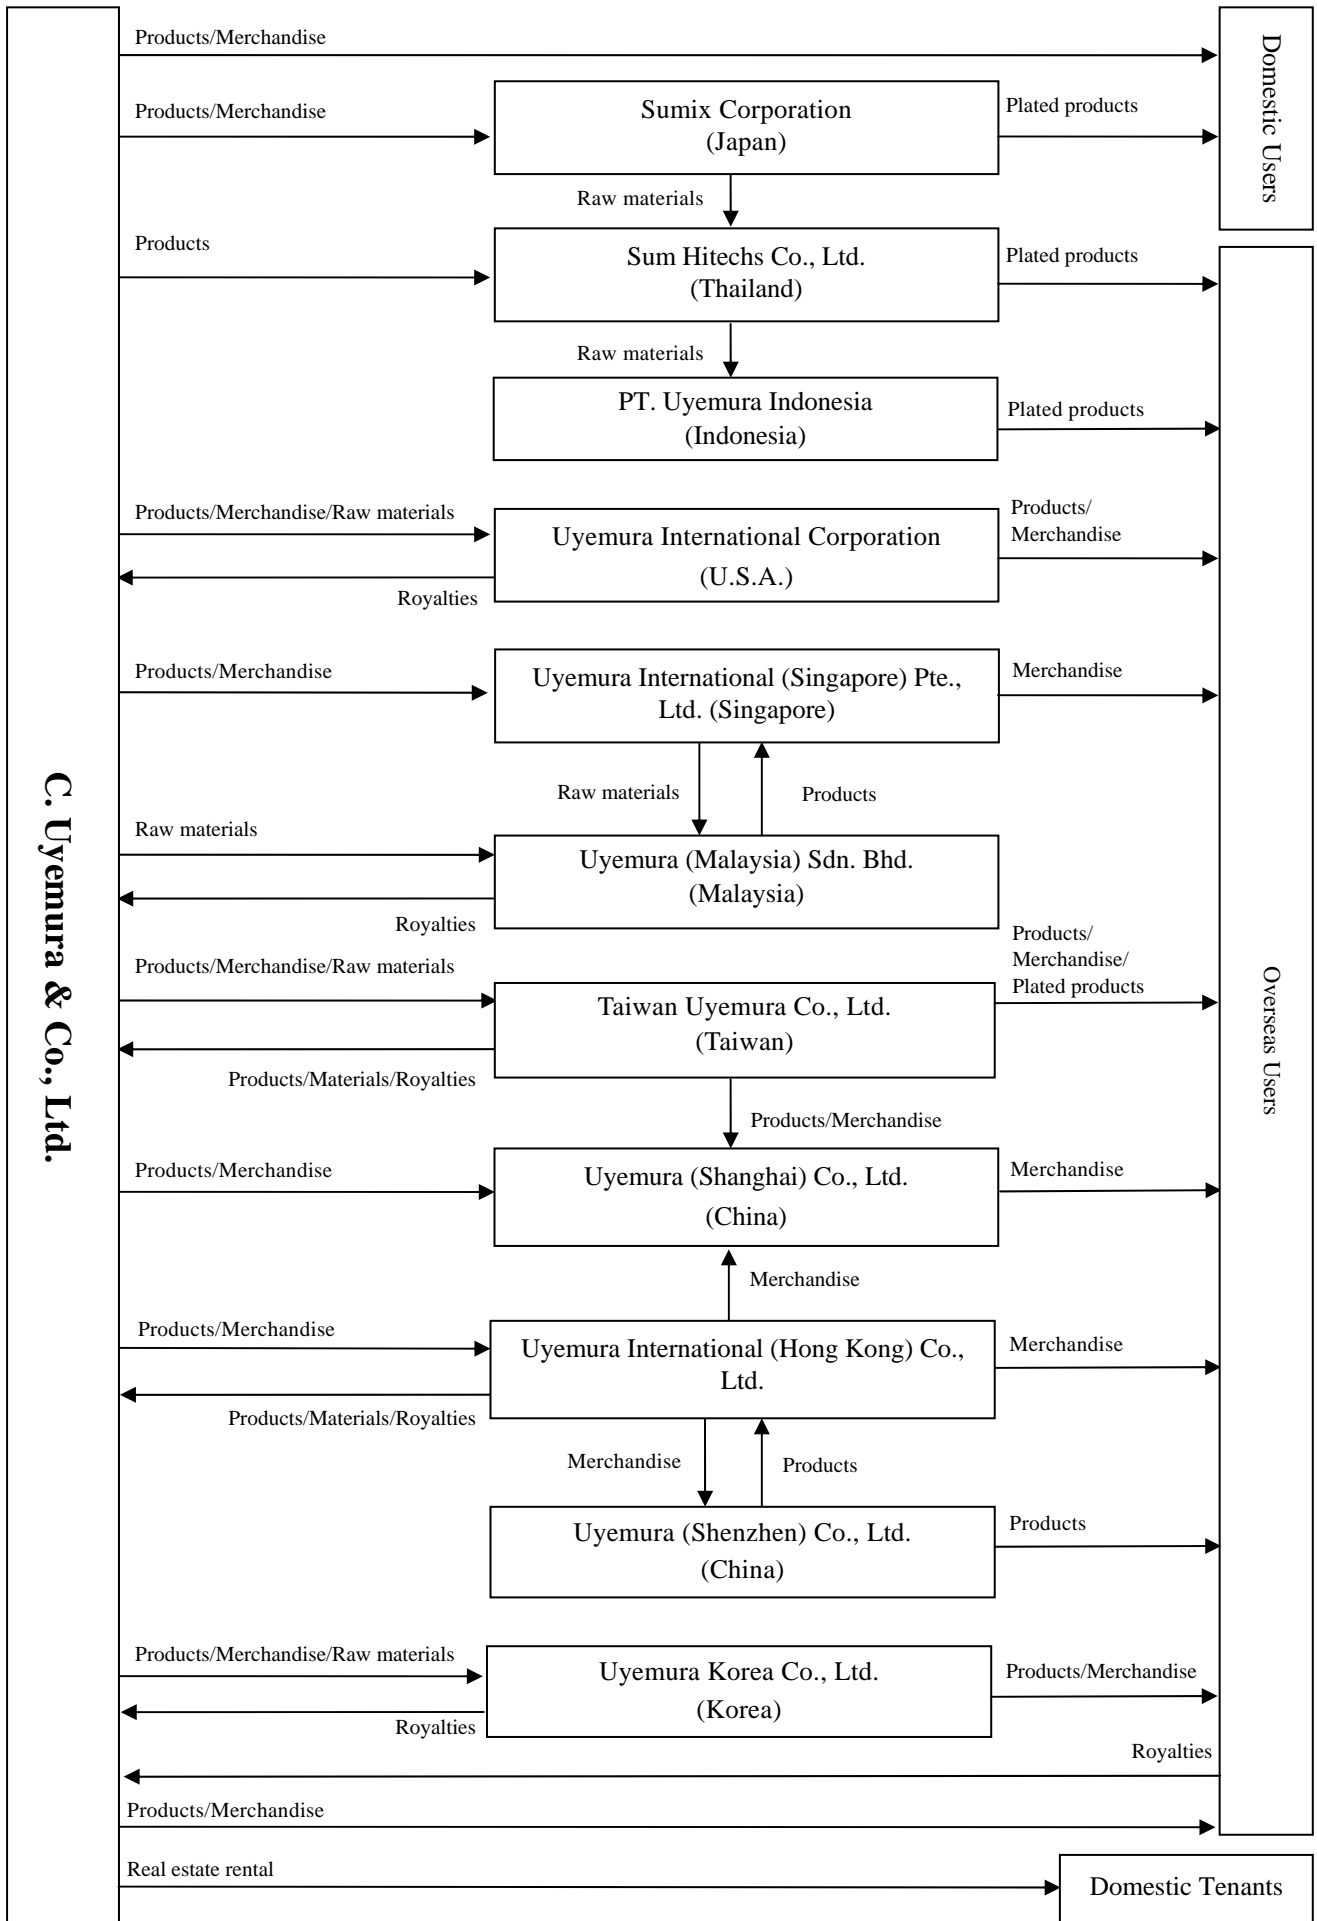 Products/Merchandise
Domestic Users
Products/Merchandise
Sumix Corporation
(Japan)
Plated products
Raw materials
Products
Sum Hitechs Co., Ltd.
(Thailand)
Plated products
Raw materials
PT. Uyemura Indonesia
(Indonesia)
Plated products
Products/Merchandise/Raw materials
Uyemura International Corporation
(U.S.A.)
Products/
Merchandise
Royalties
Products/Merchandise
Uyemura International (Singapore) Pte.,
Ltd. (Singapore)
Merchandise
Raw materials
Products
C. Uyemura & Co., Ltd.
Raw materials
Uyemura (Malaysia) Sdn. Bhd.
(Malaysia)
Royalties
Products/Merchandise/Raw materials
Taiwan Uyemura Co., Ltd.
(Taiwan)
Products/
Merchandise/
Plated products
Overseas Users
Products/Materials/Royalties
Products/Merchandise
Products/Merchandise
Uyemura (Shanghai) Co., Ltd.
(China)
Merchandise
Merchandise
Products/Merchandise
Uyemura International (Hong Kong) Co.,
Ltd.
Merchandise
Products/Materials/Royalties
Merchandise
Products
Uyemura (Shenzhen) Co., Ltd.
(China)
Products
Products/Merchandise/Raw materials
Uyemura Korea Co., Ltd.
(Korea)
Products/Merchandise
Royalties
Royalties
Products/Merchandise
Real estate rental
Domestic Tenants